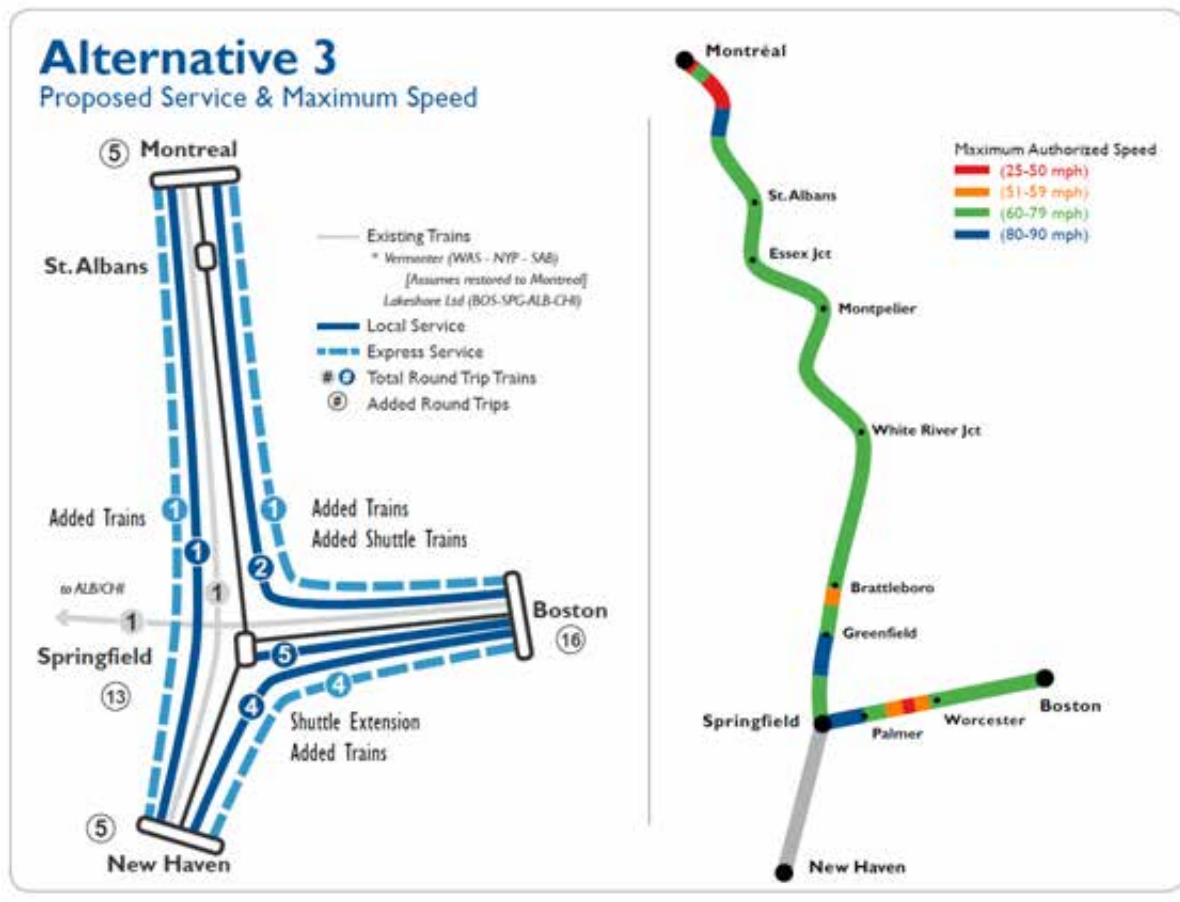 Alternative 3
Proposed Service & Maximum Speed
5 Montreal
St. Albans
Existing Trains
* Vermonter (WAS - NYP - SAB)
[Assumes restored to Montreal]
Lakeshore Ltd (BOS-SPG-ALB-CHI)
Local Service
Express Service
# # Total Round Trip Trains
# Added Round Trips
Added Trains
1
1
1
2
1
Added Trains
Added Shuttle Trains
to ALB/CHI
1
Boston
16
Springfield
13
5
4
4
Shuttle Extension
Added Trains
5
New Haven
Montréal
Maximum Authorized Speed
(25-50 mph)
(51-59 mph)
(60-79 mph)
(80-90 mph)
St. Albans
Essex Jct
Montpelier
White River Jct
Brattleboro
Greenfield
Springfield
Palmer
Worcester
Boston
New Haven